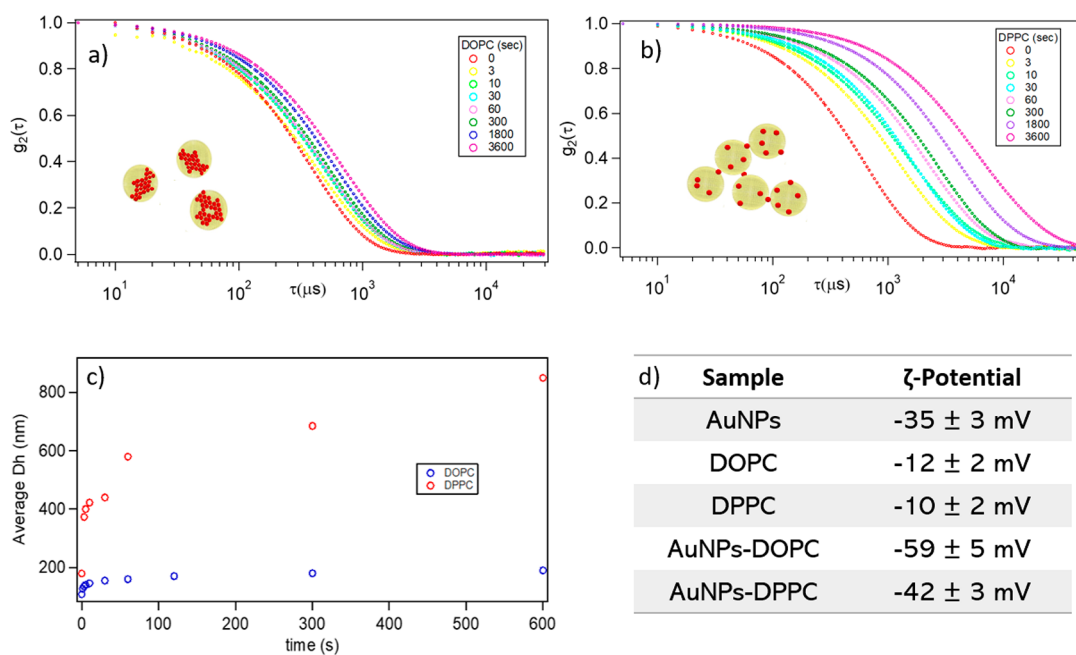 a)
1.0
0.8
0.6
0.4
0.2
0.0
g₂(τ)
10¹ 10² 10³ 10⁴
τ(μs)
DOPC (sec)
0
3
10
30
60
300
1800
3600
b)
1.0
0.8
0.6
0.4
0.2
0.0
g₂(τ)
10¹ 10² 10³ 10⁴
τ(μs)
DPPC (sec)
0
3
10
30
60
300
1800
3600
c)
800
600
400
200
Average Dh (nm)
0 100 200 300 400 500 600
time (s)
DOPC
DPPC
d) Sample ζ-Potential
AuNPs -35 ± 3 mV
DOPC -12 ± 2 mV
DPPC -10 ± 2 mV
AuNPs-DOPC -59 ± 5 mV
AuNPs-DPPC -42 ± 3 mV